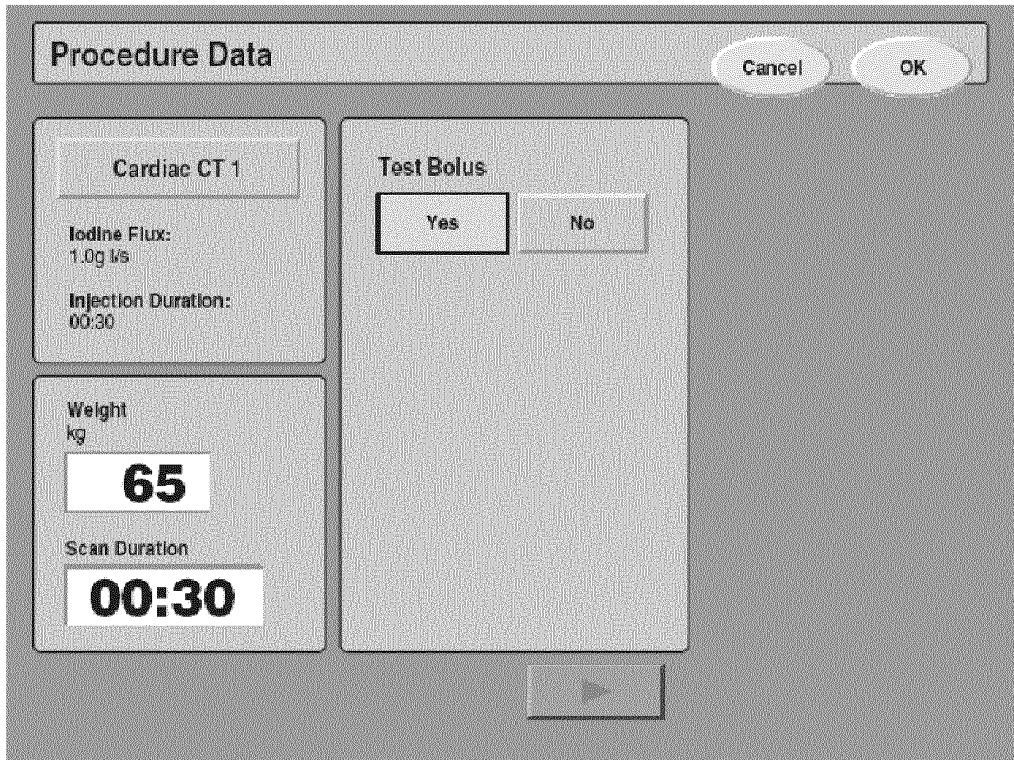 Procedure Data
Cancel
OK
Cardiac CT 1
Iodine Flux:
1.0g I/s
Injection Duration:
00:30
Weight
kg
65
Scan Duration
00:30
Test Bolus
Yes
No